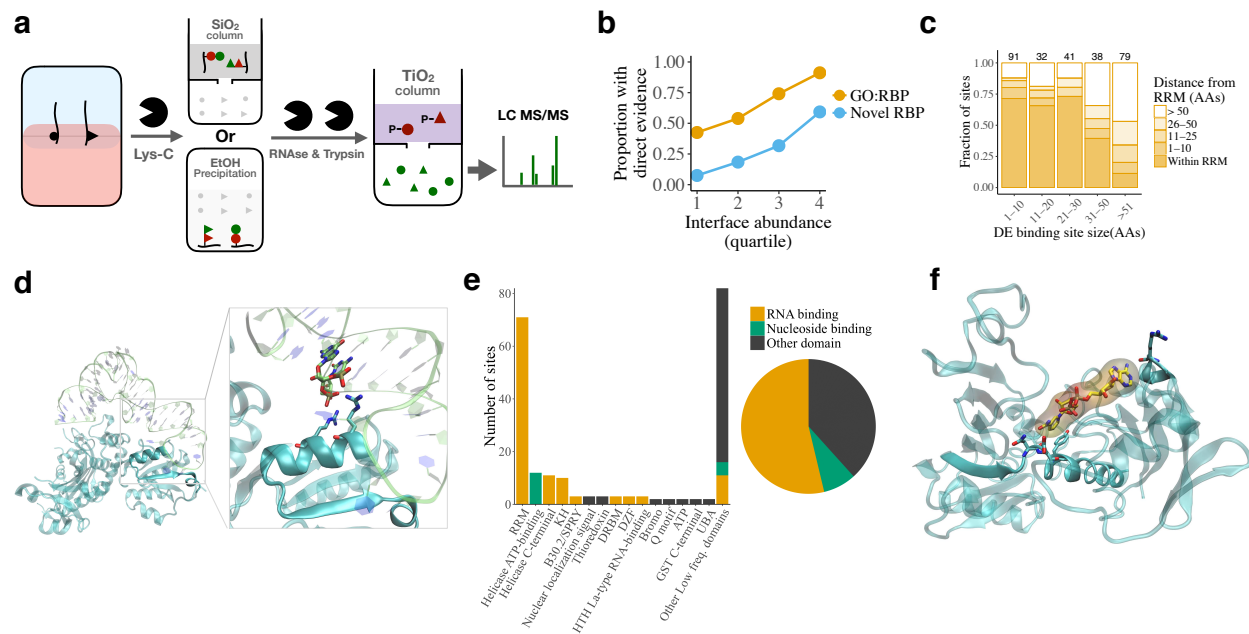 a
SiO2
column
Lys-C
Or
EtOH
Precipitation
RNAse & Trypsin
TiO2
column
P-
P-
LC MS/MS
b
Proportion with
direct evidence
1.00
0.75
0.50
0.25
0.00
1 2 3 4
Interface abundance
(quartile)
GO:RBP
Novel RBP
c
Fraction of sites
91 32 41 38 79
1.00
0.75
0.50
0.25
0.00
1–10 11–20 21–30 31–50 >51
DE binding site size(AAs)
Distance from
RRM (AAs)
> 50
26–50
11–25
1–10
Within RRM
d
e
Number of sites
80
60
40
20
0
RRM
Helicase ATP-binding
Helicase C-terminal
KH
B30.2/SPRY
Nuclear localization signal
Thioredoxin
DRBM
DZF
HTH La-type RNA-binding
Bromo
Q motif
ATP
GST C-terminal
UBA
Other Low freq. domains
RNA binding
Nucleoside binding
Other domain
f